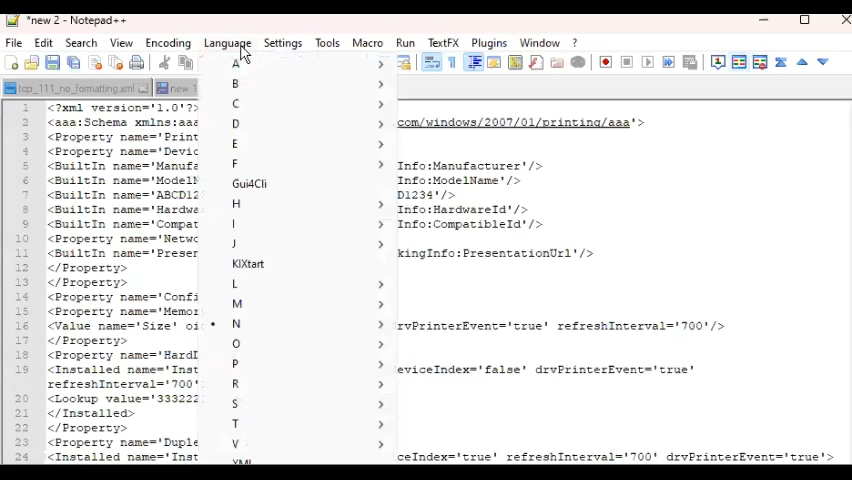 *new 2 - Notepad++
File Edit Search View Encoding Language Settings Tools Macro Run TextFX Plugins Window ?
tcp_111_no_formatting.xml new 1
A
B
C
D
E
F
Gui4Cli
H
I
J
KIXtart
L
M
N
O
P
R
S
T
V
XML
1 <?xml version='1.0'?>
2 <aaa:Schema xmlns:aaa com/windows/2007/01/printing/aaa'>
3 <Property name='Print
4 <Property name='Devic
5 <BuiltIn name='Manufa Info:Manufacturer'/>
6 <BuiltIn name='ModelN Info:ModelName'/>
7 <BuiltIn name='ABCD12 D1234'/>
8 <BuiltIn name='Hardwa Info:HardwareId'/>
9 <BuiltIn name='Compat Info:CompatibleId'/>
10 <Property name='Netwo
11 <BuiltIn name='Presen kingInfo:PresentationUrl'/>
12 </Property>
13 </Property>
14 <Property name='Confi
15 <Property name='Memor
16 <Value name='Size' oi rvPrinterEvent='true' refreshInterval='700'/>
17 </Property>
18 <Property name='HardD
19 <Installed name='Inst eviceIndex='false' drvPrinterEvent='true'
refreshInterval='700'
20 <Lookup value='333222
21 </Installed>
22 </Property>
23 <Property name='Duple
24 <Installed name='Inst ceIndex='true' refreshInterval='700' drvPrinterEvent='true'>